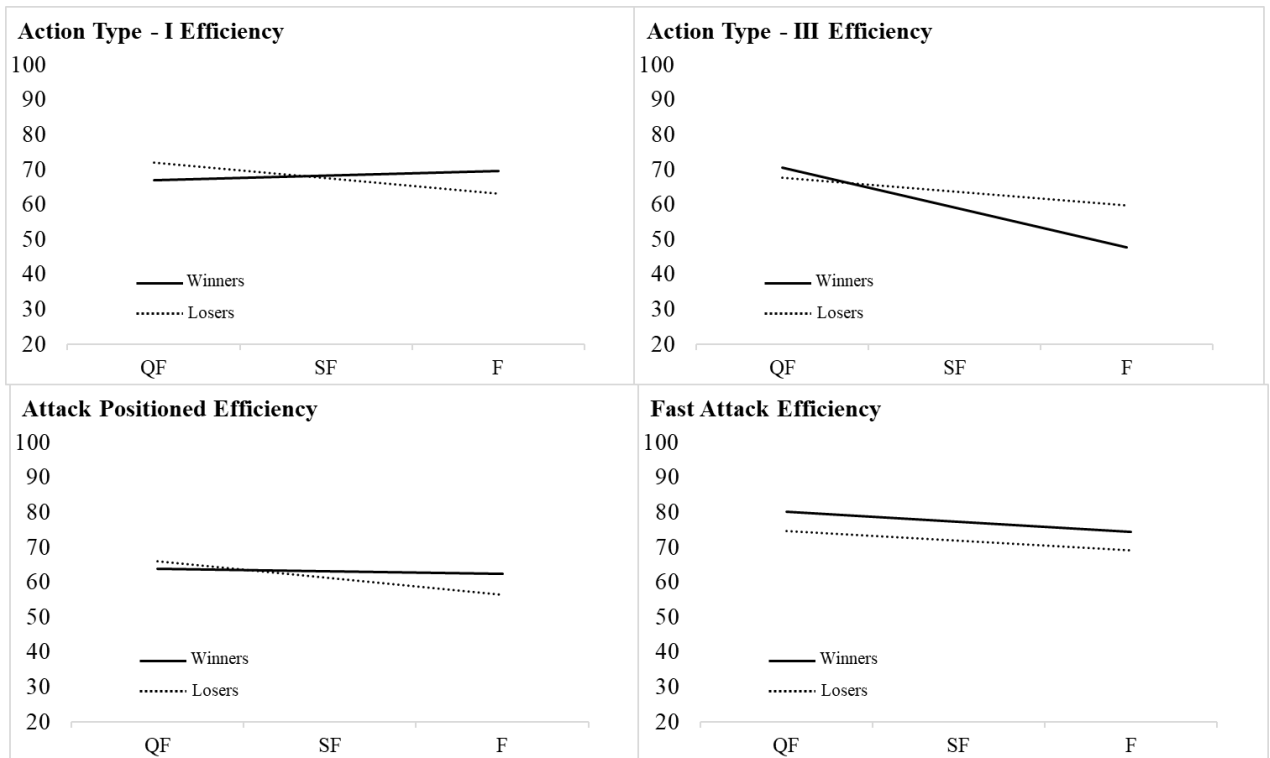 Action Type - I Efficiency
100
90
80
70
60
50
40
30
20
Winners
Losers
QF SF F
Action Type - III Efficiency
100
90
80
70
60
50
40
30
20
Winners
Losers
QF SF F
Attack Positioned Efficiency
100
90
80
70
60
50
40
30
20
Winners
Losers
QF SF F
Fast Attack Efficiency
100
90
80
70
60
50
40
30
20
Winners
Losers
QF SF F